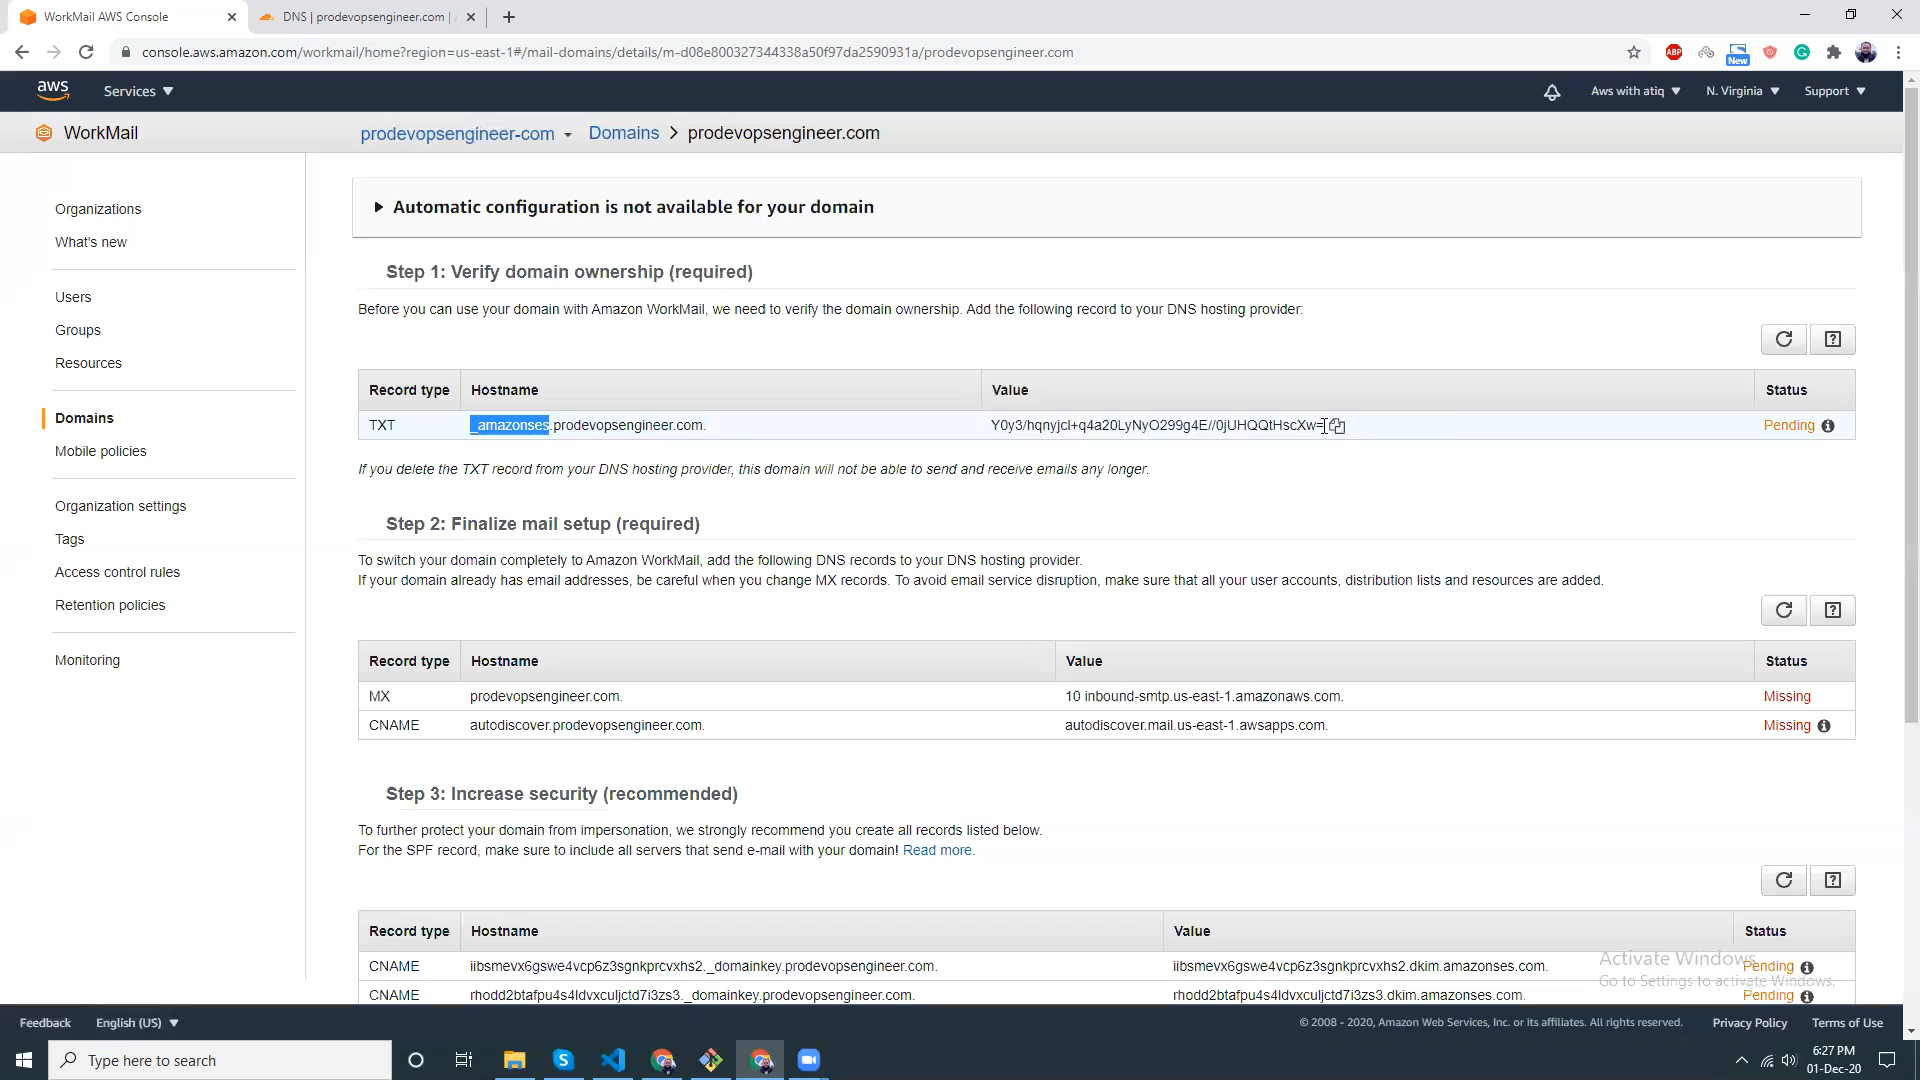 WorkMail AWS Console
DNS | prodevopsengineer.com |
console.aws.amazon.com/workmail/home?region=us-east-1#/mail-domains/details/m-d08e800327344338a50f97da2590931a/prodevopsengineer.com
ABP
New
aws
Services
Aws with atiq
N. Virginia
Support
WorkMail
prodevopsengineer-com
Domains > prodevopsengineer.com
Organizations
What's new
Users
Groups
Resources
Domains
Mobile policies
Organization settings
Tags
Access control rules
Retention policies
Monitoring
Automatic configuration is not available for your domain
Step 1: Verify domain ownership (required)
Before you can use your domain with Amazon WorkMail, we need to verify the domain ownership. Add the following record to your DNS hosting provider:
Record type Hostname Value Status
TXT _amazonses.prodevopsengineer.com. Y0y3/hqnyjcl+q4a20LyNyO299g4E//0jUHQQtHscXw= Pending
If you delete the TXT record from your DNS hosting provider, this domain will not be able to send and receive emails any longer.
Step 2: Finalize mail setup (required)
To switch your domain completely to Amazon WorkMail, add the following DNS records to your DNS hosting provider.
If your domain already has email addresses, be careful when you change MX records. To avoid email service disruption, make sure that all your user accounts, distribution lists and resources are added.
Record type Hostname Value Status
MX prodevopsengineer.com. 10 inbound-smtp.us-east-1.amazonaws.com. Missing
CNAME autodiscover.prodevopsengineer.com. autodiscover.mail.us-east-1.awsapps.com. Missing
Step 3: Increase security (recommended)
To further protect your domain from impersonation, we strongly recommend you create all records listed below.
For the SPF record, make sure to include all servers that send e-mail with your domain! Read more.
Record type Hostname Value Status
CNAME iibsmevx6gswe4vcp6z3sgnkprcvxhs2._domainkey.prodevopsengineer.com. iibsmevx6gswe4vcp6z3sgnkprcvxhs2.dkim.amazonses.com. Pending
CNAME rhodd2btafpu4s4ldvxculjctd7i3zs3._domainkey.prodevopsengineer.com. rhodd2btafpu4s4ldvxculjctd7i3zs3.dkim.amazonses.com. Pending
Activate Windows
Go to Settings to activate Windows.
Feedback
English (US)
© 2008 - 2020, Amazon Web Services, Inc. or its affiliates. All rights reserved.
Privacy Policy
Terms of Use
Type here to search
6:27 PM
01-Dec-20